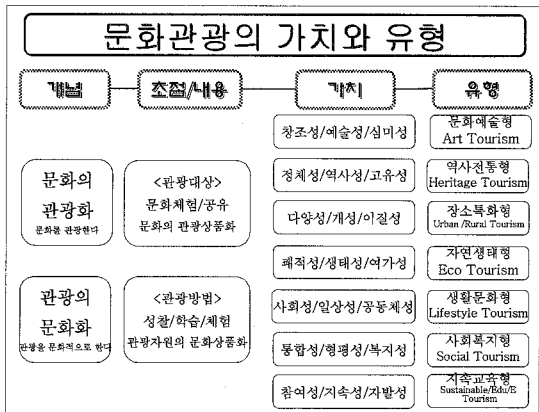 문화관광의 가치와 유형
개념
초점/내용
가치
유형
문화의
관광화
문화를 관광한다
<관광대상>
문화체험/공유
문화의 관광상품화
관광의
문화화
관광을 문화적으로 한다
<관광방법>
성찰/학습/체험
관광자원의 문화상품화
창조성/예술성/심미성
문화예술형
Art Tourism
정체성/역사성/고유성
역사전통형
Heritage Tourism
다양성/개성/이질성
장소특화형
Urban /Rural Tourism
쾌적성/생태성/여가성
자연생태형
Eco Tourism
사회성/일상성/공동체성
생활문화형
Lifestyle Tourism
통합성/형평성/복지성
사회복지형
Social Tourism
참여성/지속성/자발성
지속교육형
Sustainable/Edu/E
Tourism